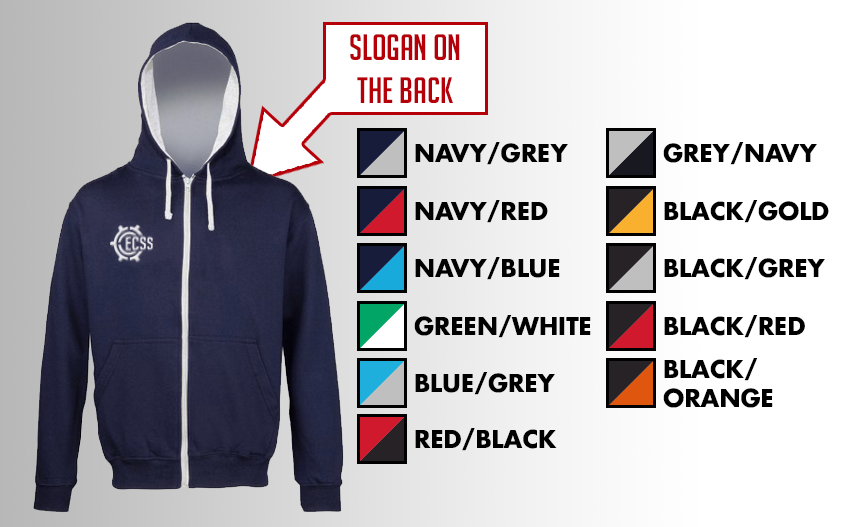 SLOGAN ON
THE BACK
ECSS
NAVY/GREY
NAVY/RED
NAVY/BLUE
GREEN/WHITE
BLUE/GREY
RED/BLACK
GREY/NAVY
BLACK/GOLD
BLACK/GREY
BLACK/RED
BLACK/
ORANGE